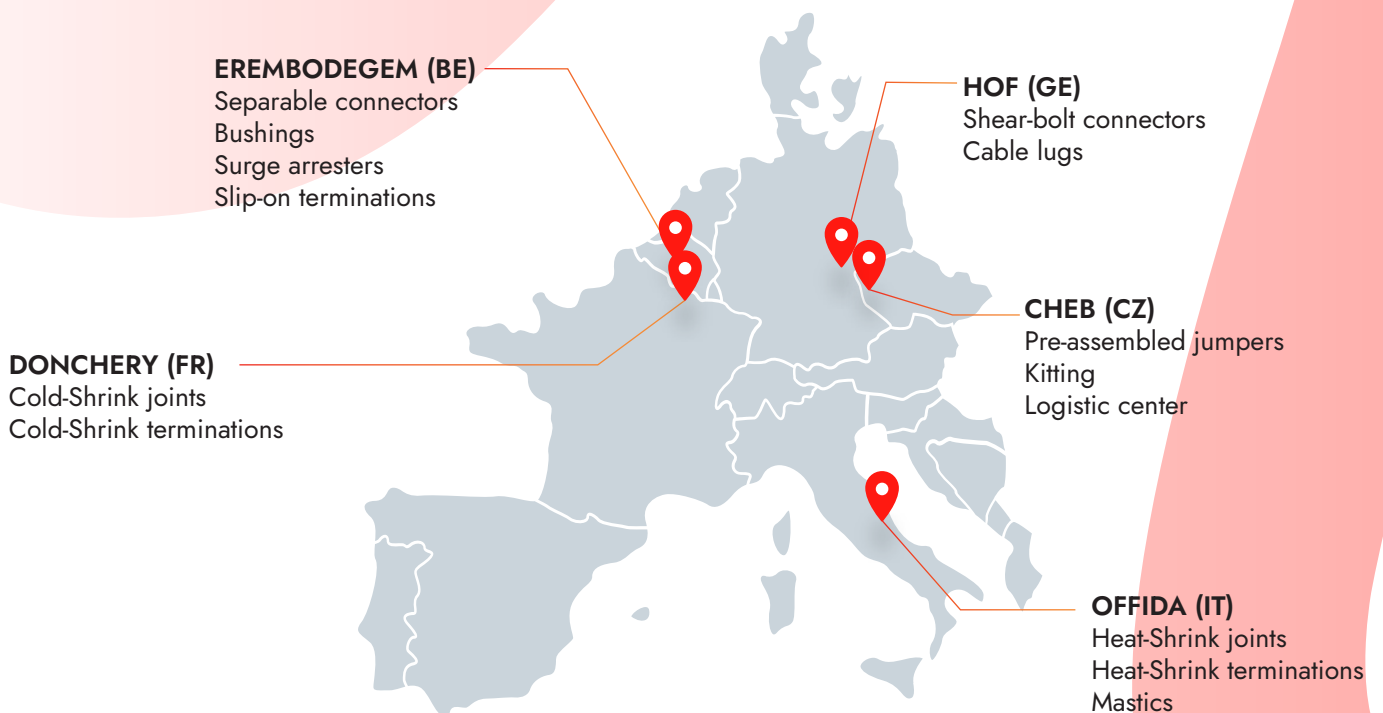 EREMBODEGEM (BE)
Separable connectors
Bushings
Surge arresters
Slip-on terminations
HOF (GE)
Shear-bolt connectors
Cable lugs
CHEB (CZ)
Pre-assembled jumpers
Kitting
Logistic center
DONCHERY (FR)
Cold-Shrink joints
Cold-Shrink terminations
OFFIDA (IT)
Heat-Shrink joints
Heat-Shrink terminations
Mastics